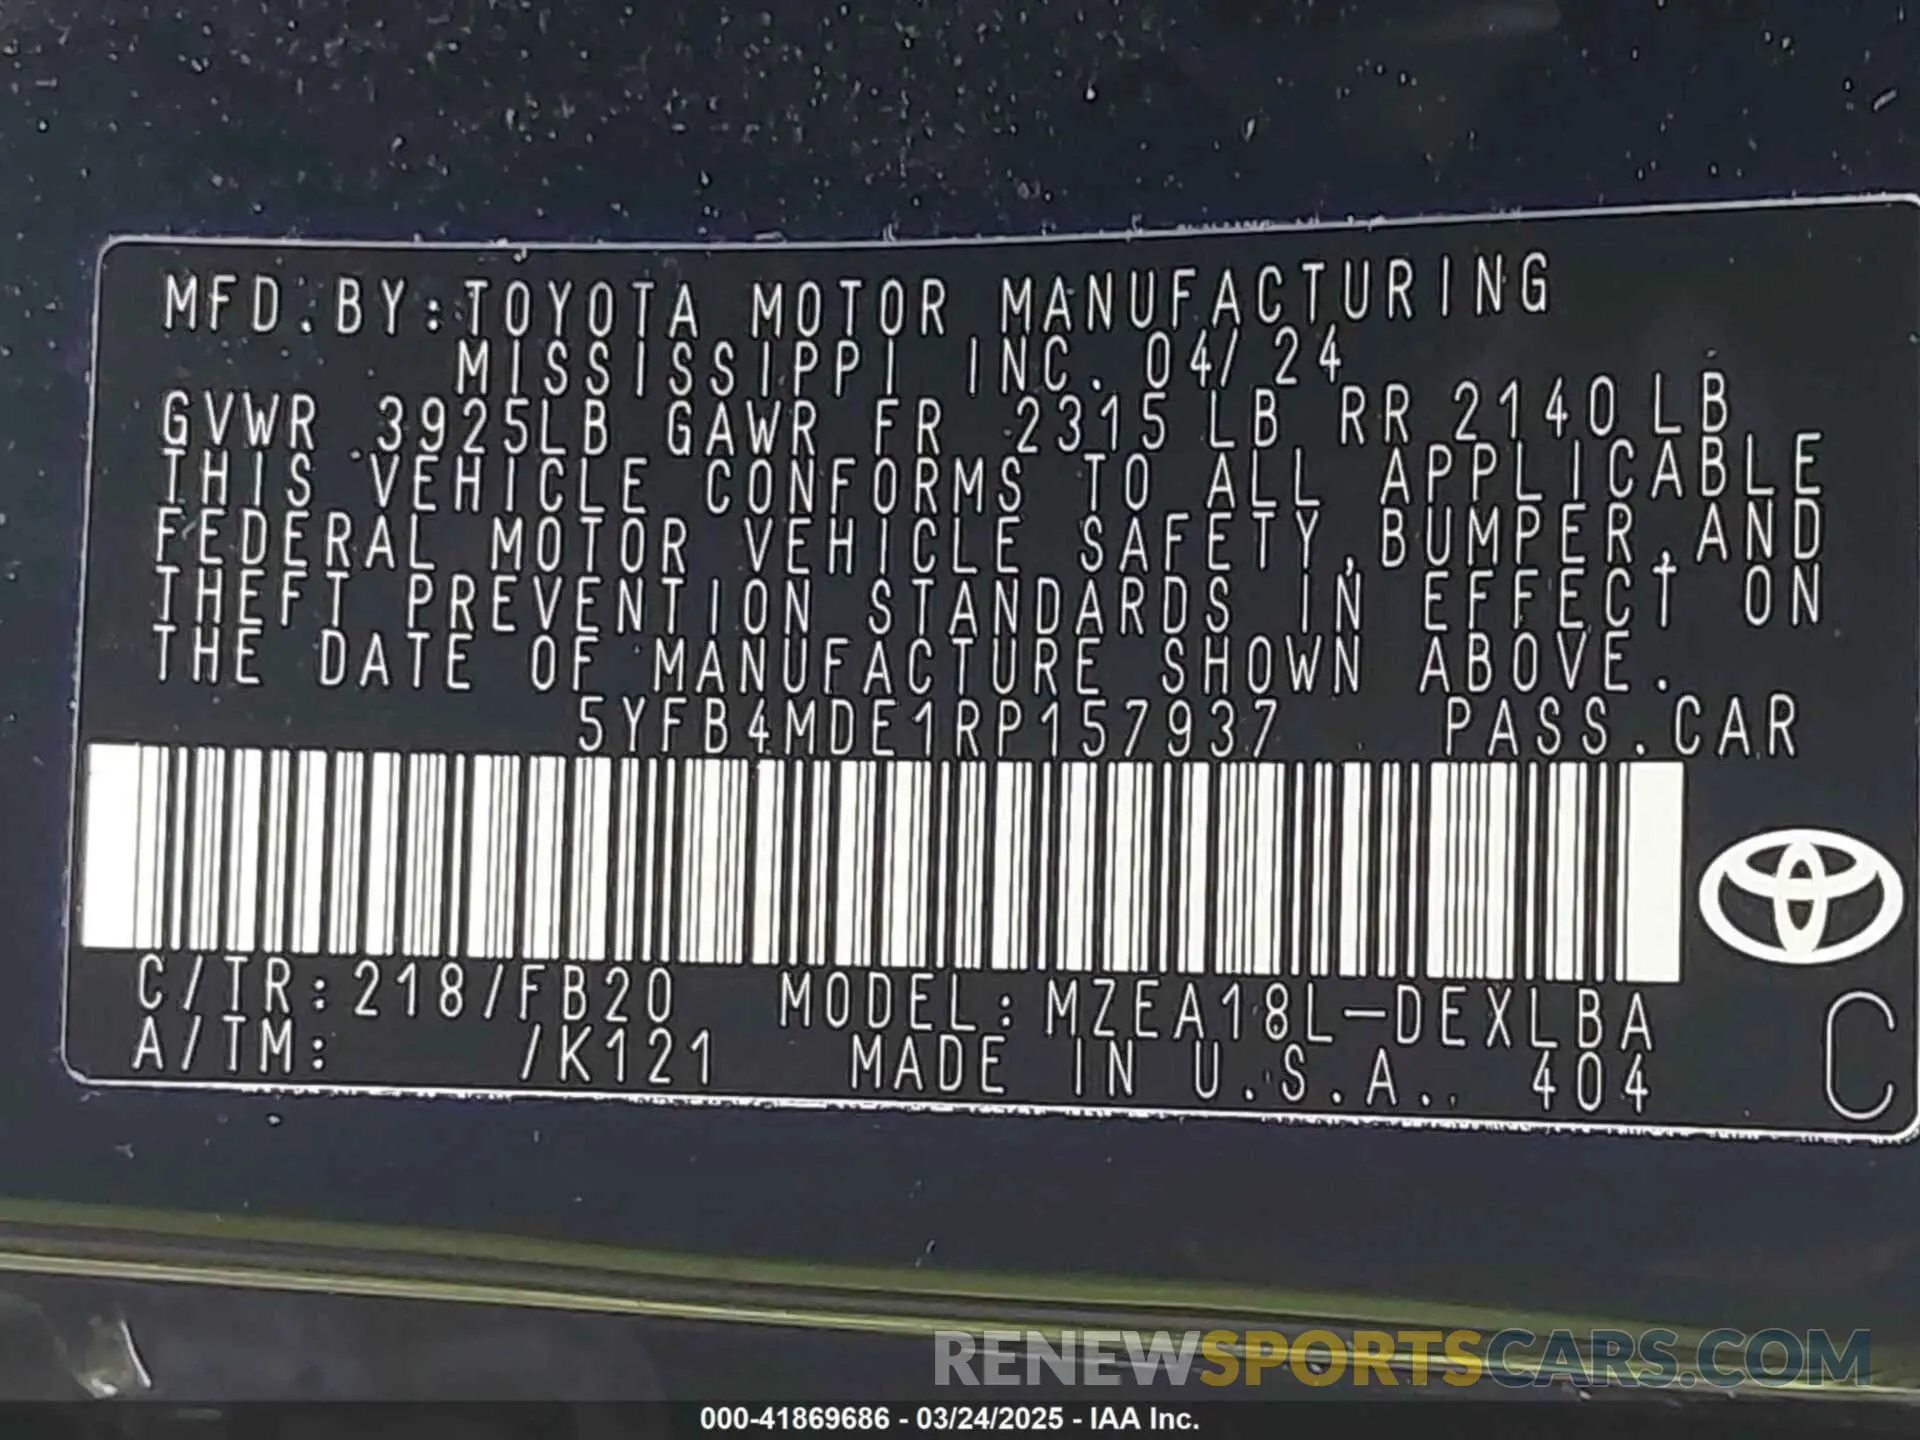 MFD. BY: TOYOTA MOTOR MANUFACTURING
MISSISSIPPI INC. 04/24
GVWR 3925LB GAWR FR 2315 LB RR 2140 LB
THIS VEHICLE CONFORMS TO ALL APPLICABLE
FEDERAL MOTOR VEHICLE SAFETY, BUMPER, AND
THEFT PREVENTION STANDARDS IN EFFECT ON
THE DATE OF MANUFACTURE SHOWN ABOVE.
5YFB4MDE1RP157937 PASS. CAR
C/TR: 218/FB20 MODEL: MZEA18L-DEXLBA
A/TM: /K121 MADE IN U.S.A. 404
C
RENEWSPORTSCARS.COM
000-41869686 - 03/24/2025 - IAA Inc.